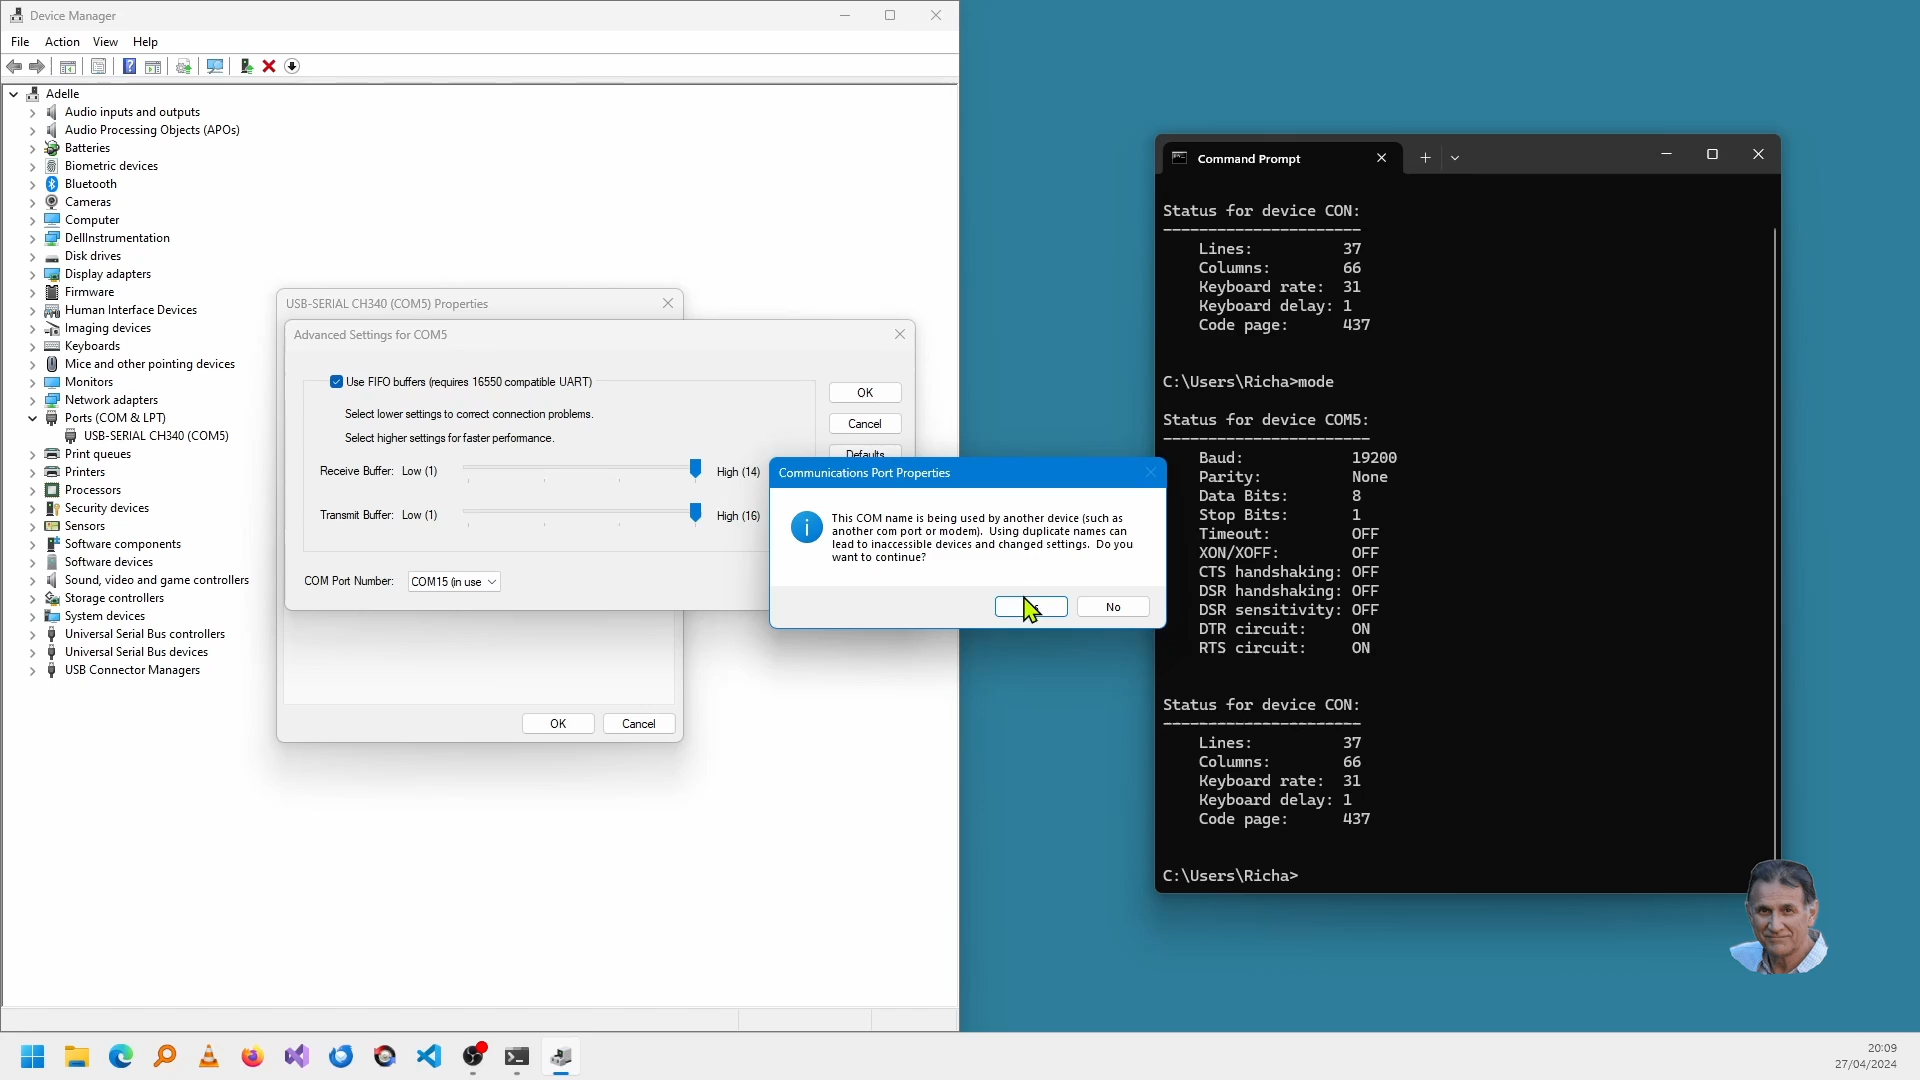 Device Manager
File Action View Help
Adelle
Audio inputs and outputs
Audio Processing Objects (APOs)
Batteries
Biometric devices
Bluetooth
Cameras
Computer
DellInstrumentation
Disk drives
Display adapters
Firmware
Human Interface Devices
Imaging devices
Keyboards
Mice and other pointing devices
Monitors
Network adapters
Ports (COM & LPT)
USB-SERIAL CH340 (COM5)
Print queues
Printers
Processors
Security devices
Sensors
Software components
Software devices
Sound, video and game controllers
Storage controllers
System devices
Universal Serial Bus controllers
Universal Serial Bus devices
USB Connector Managers
USB-SERIAL CH340 (COM5) Properties
Advanced Settings for COM5
Use FIFO buffers (requires 16550 compatible UART)
Select lower settings to correct connection problems.
Select higher settings for faster performance.
Receive Buffer: Low (1) High (14)
Transmit Buffer: Low (1) High (16)
COM Port Number: COM15 (in use
OK
Cancel
Defaults
OK Cancel
Communications Port Properties
This COM name is being used by another device (such as
another com port or modem). Using duplicate names can
lead to inaccessible devices and changed settings. Do you
want to continue?
No
Command Prompt
Status for device CON:
----------------------
Lines: 37
Columns: 66
Keyboard rate: 31
Keyboard delay: 1
Code page: 437
C:\Users\Richa>mode
Status for device COM5:
-----------------------
Baud: 19200
Parity: None
Data Bits: 8
Stop Bits: 1
Timeout: OFF
XON/XOFF: OFF
CTS handshaking: OFF
DSR handshaking: OFF
DSR sensitivity: OFF
DTR circuit: ON
RTS circuit: ON
Status for device CON:
----------------------
Lines: 37
Columns: 66
Keyboard rate: 31
Keyboard delay: 1
Code page: 437
C:\Users\Richa>
20:09
27/04/2024